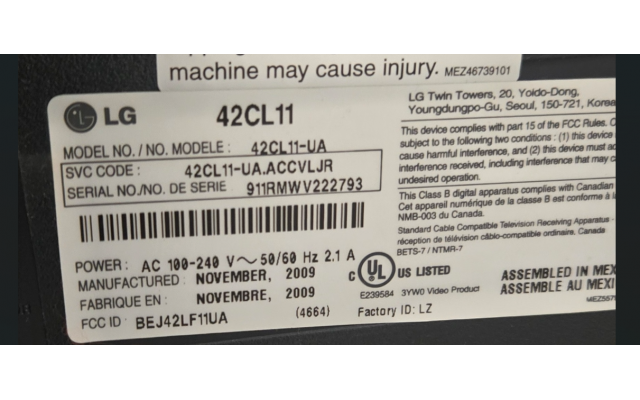 machine may cause injury. MEZ46739101
LG 42CL11
MODEL NO./ NO. MODELE : 42CL11-UA
SVC CODE : 42CL11-UA.ACCVLJR
SERIAL NO./NO. DE SERIE 911RMWV222793
POWER: AC 100-240 V~50/60 Hz 2.1 A
MANUFACTURED : NOVEMBER, 2009
FABRIQUE EN : NOVEMBRE, 2009
FCC ID : BEJ42LF11UA (4664)
LG Twin Towers, 20, Yoido-Dong,
Youngdungpo-Gu, Seoul, 150-721, Korea
This device complies with part 15 of the FCC Rules.
subject to the following two conditions : (1) this device
cause harmful interference, and (2) this device must
interference received, including interference that may
undesired operation.
This Class B digital apparatus complies with Canadian
Cet appareil numérique de la classe B est conforme à
NMB-003 du Canada.
Standard Cable Compatible Television Receiving Apparatus -
réception de télévision câblo-compatible ordinaire. Canada
BETS-7 / NTMR-7
C UL US LISTED
E239584 3YW0 Video Product
Factory ID: LZ
ASSEMBLED IN MEX
ASSEMBLE AU MEXI